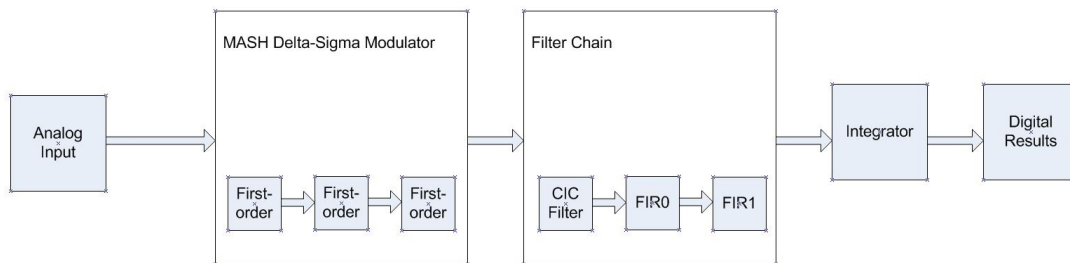 MASH Delta-Sigma Modulator
Filter Chain
Analog
Input
First-
order
First-
order
First-
order
CIC
Filter
FIR0
FIR1
Integrator
Digital
Results